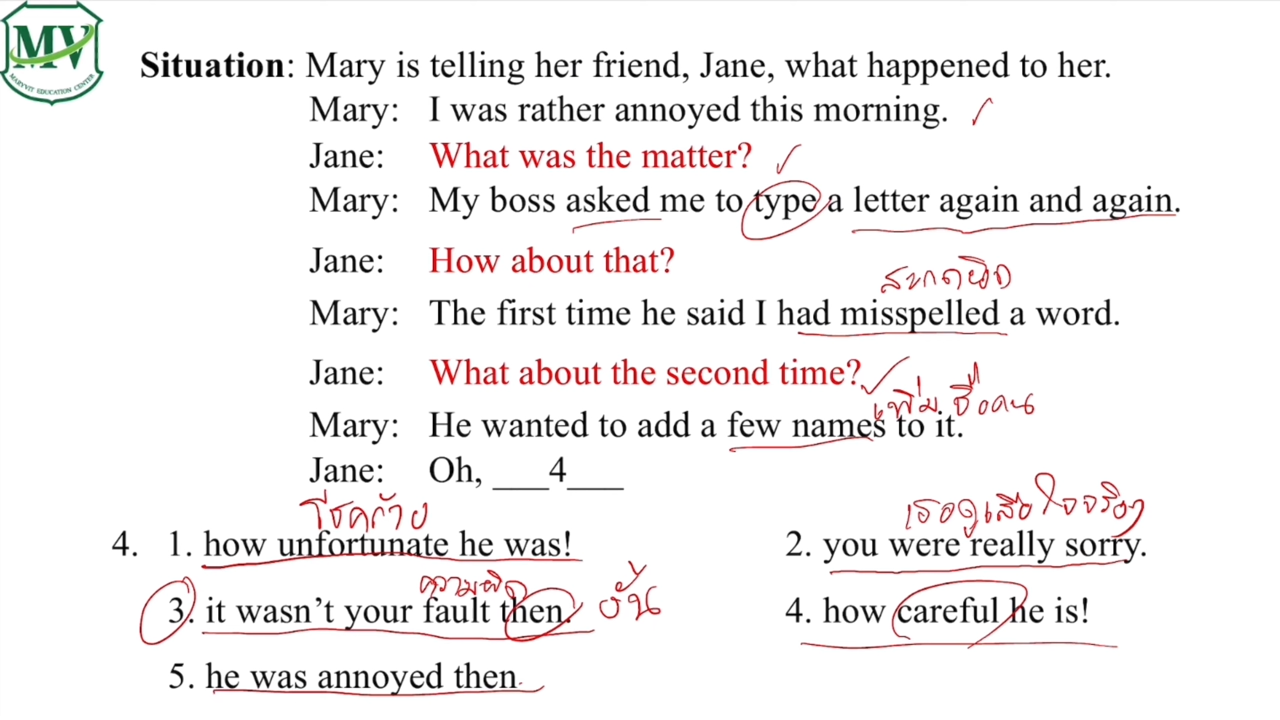 MV
MARYVIT EDUCATION CENTER
Situation: Mary is telling her friend, Jane, what happened to her.
Mary: I was rather annoyed this morning.
Jane: What was the matter?
Mary: My boss asked me to type a letter again and again.
Jane: How about that?
สะกดผิด
Mary: The first time he said I had misspelled a word.
Jane: What about the second time?
เพิ่มชื่อคน
Mary: He wanted to add a few names to it.
Jane: Oh, ___4___
โชคร้าย
เธอดูเสียใจจริงๆ
4. 1. how unfortunate he was!
2. you were really sorry.
ความผิด
งั้น
3. it wasn't your fault then.
4. how careful he is!
5. he was annoyed then.